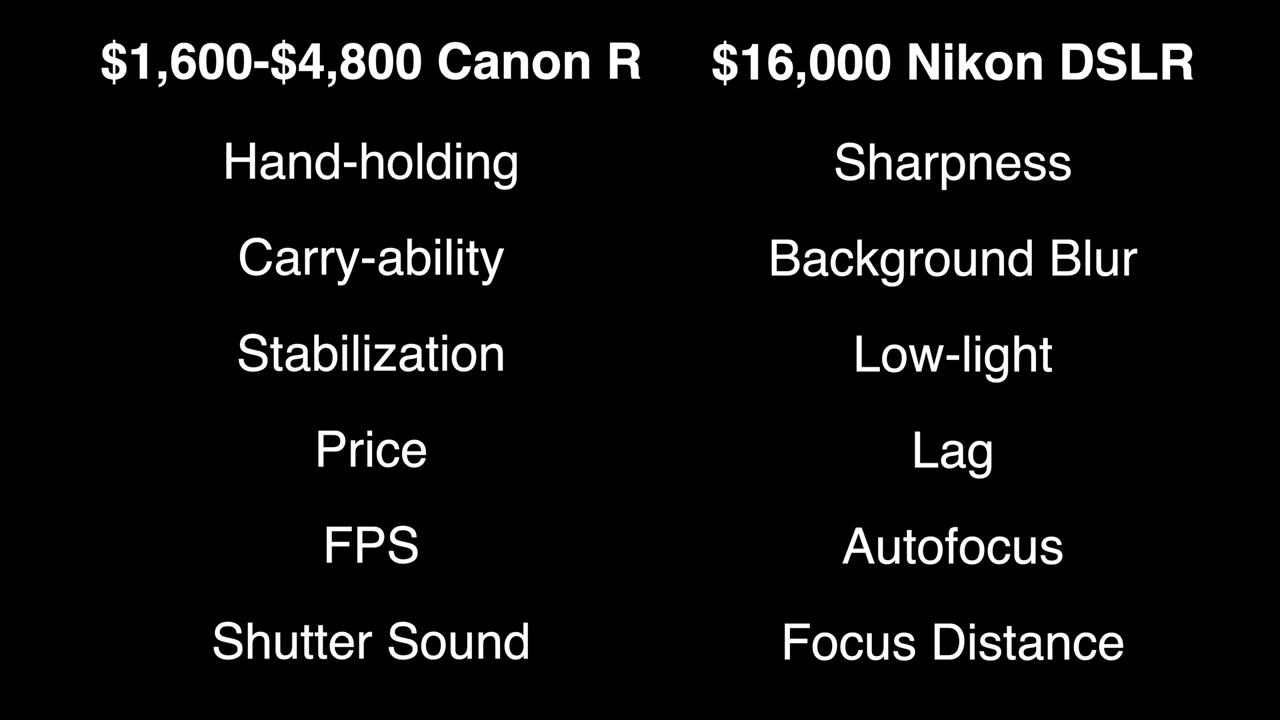 $1,600-$4,800 Canon R $16,000 Nikon DSLR
Hand-holding Sharpness
Carry-ability Background Blur
Stabilization Low-light
Price Lag
FPS Autofocus
Shutter Sound Focus Distance